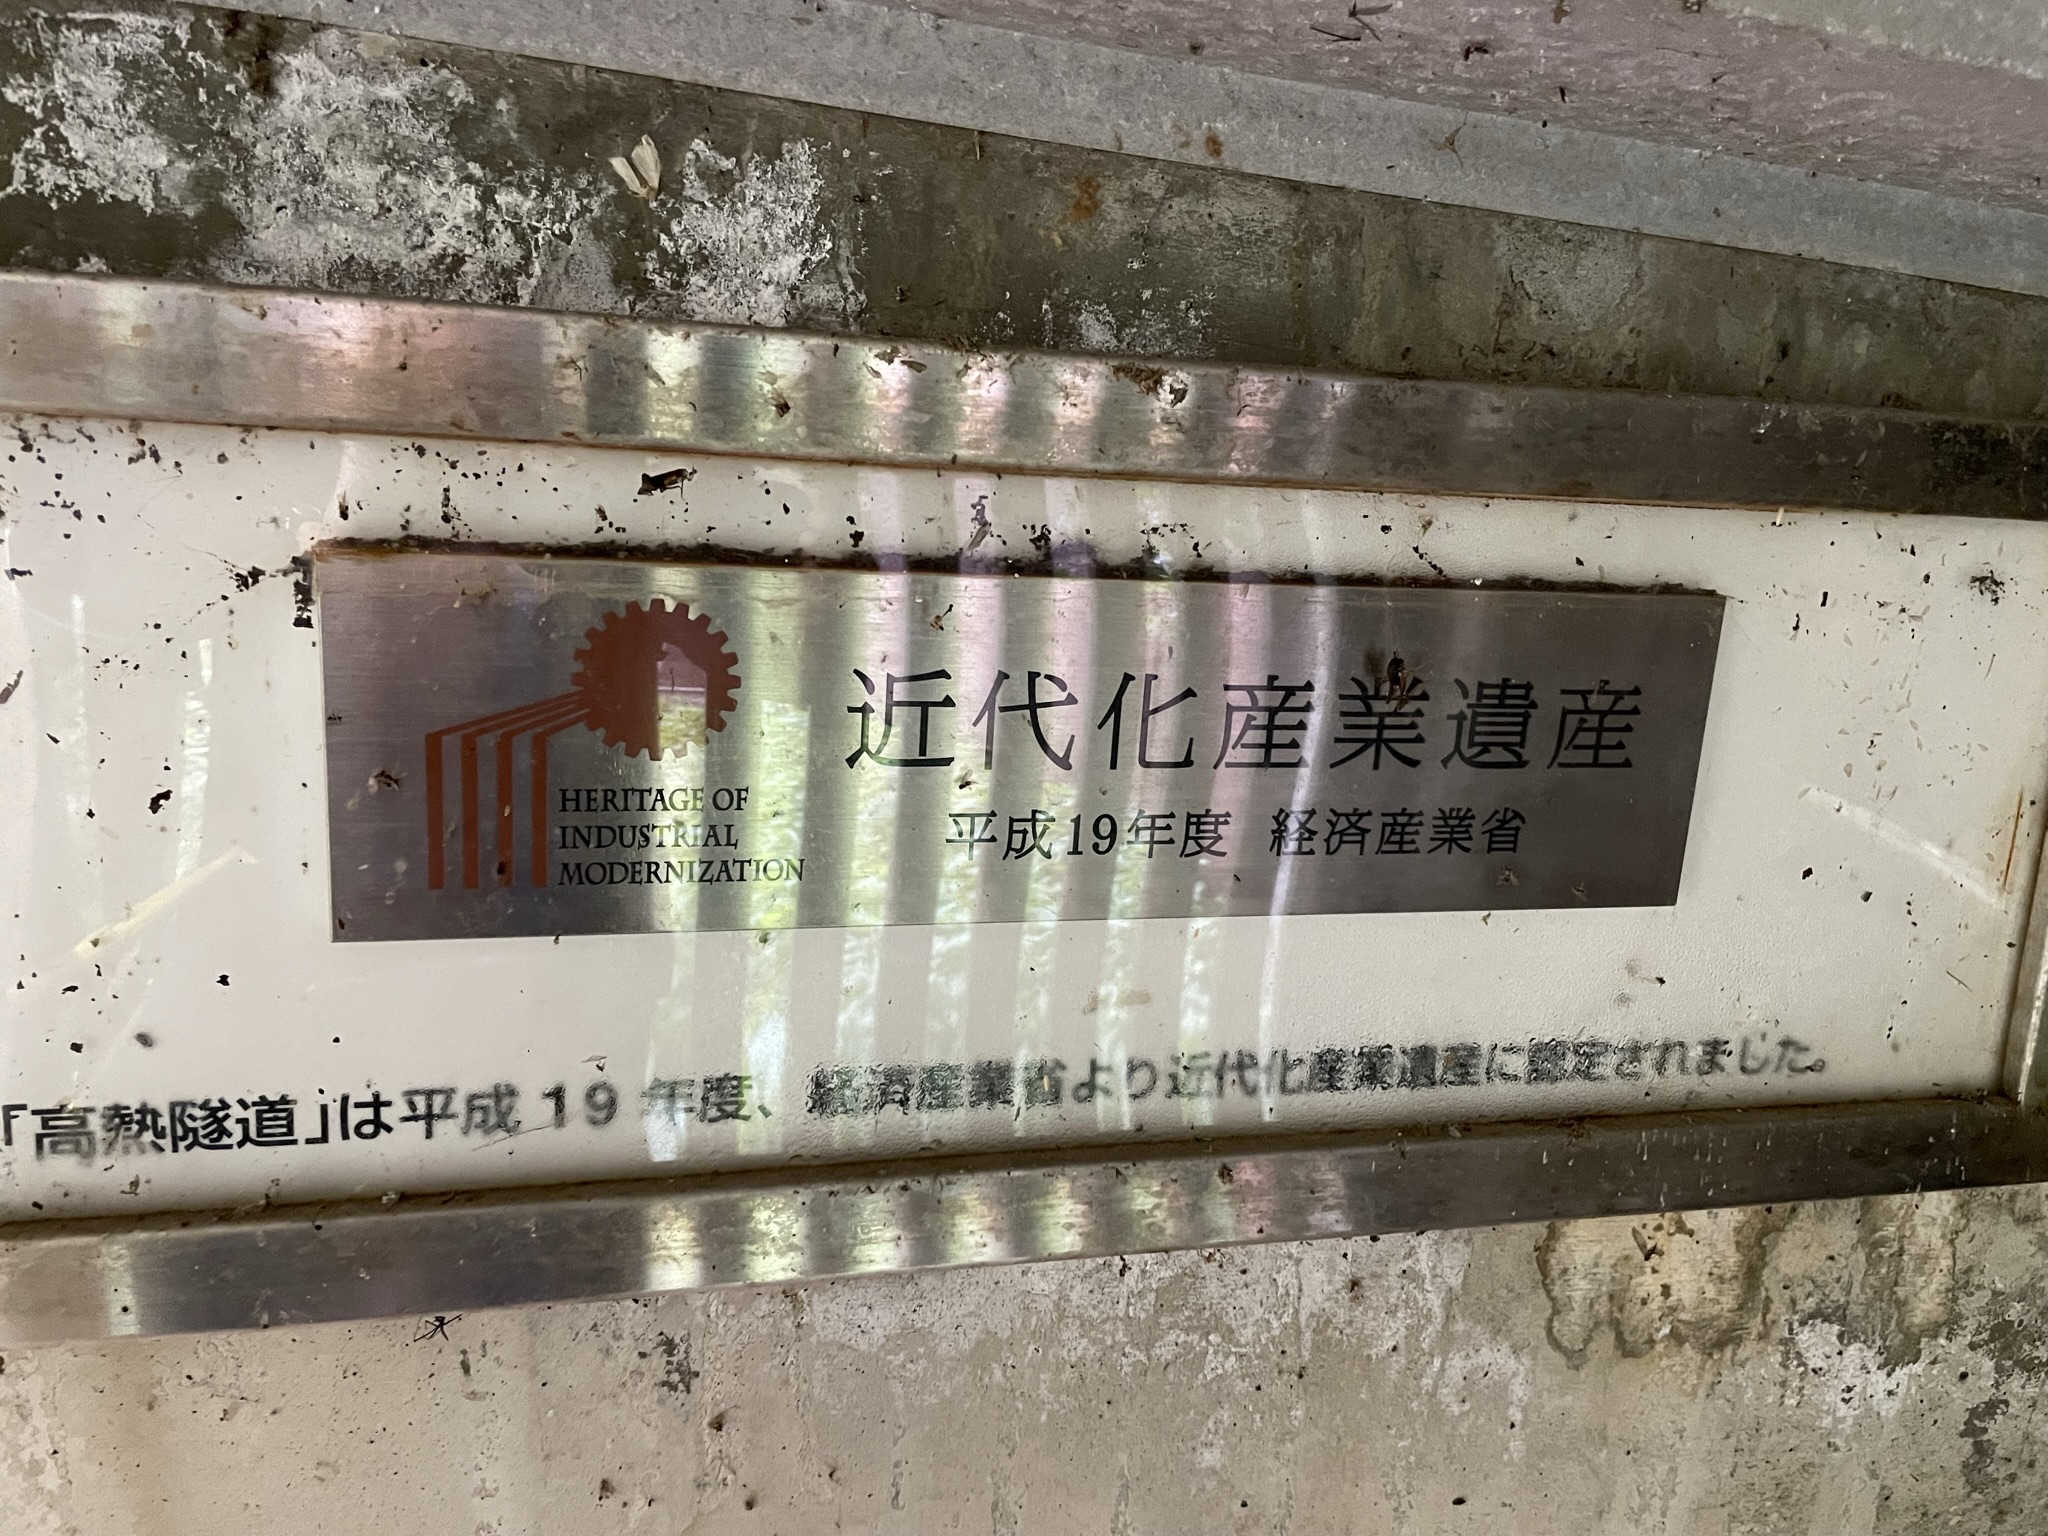 近代化産業遺産
平成19年度 経済産業省
HERITAGE OF
INDUSTRIAL
MODERNIZATION
「高熱隧道」は平成19年度、経済産業省より近代化産業遺産に認定されました。